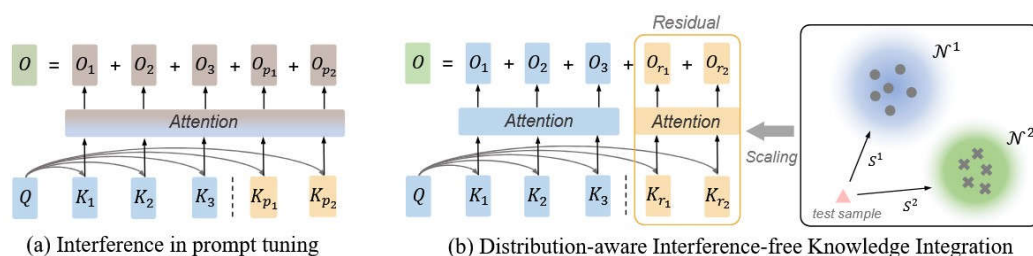 Residual
O = O₁ + O₂ + O₃ + Oₚ₁ + Oₚ₂
Attention
Q K₁ K₂ K₃ Kₚ₁ Kₚ₂
(a) Interference in prompt tuning
O = O₁ + O₂ + O₃ + Oᵣ₁ + Oᵣ₂
Attention Attention
Scaling
Q K₁ K₂ K₃ Kᵣ₁ Kᵣ₂
𝒩¹
𝒩²
S¹
S²
test sample
(b) Distribution-aware Interference-free Knowledge Integration